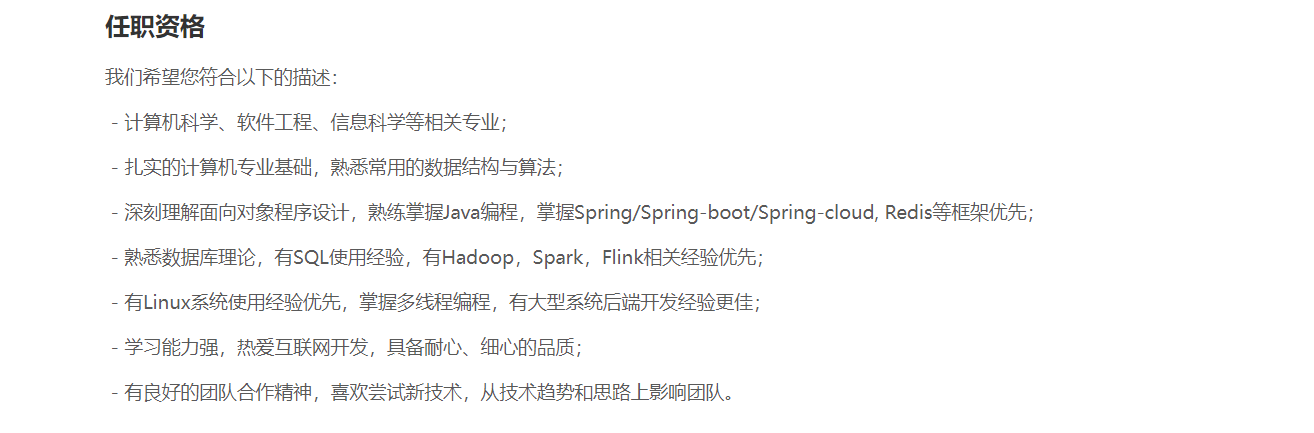 任职资格
我们希望您符合以下的描述：
- 计算机科学、软件工程、信息科学等相关专业；
- 扎实的计算机专业基础，熟悉常用的数据结构与算法；
- 深刻理解面向对象程序设计，熟练掌握Java编程，掌握Spring/Spring-boot/Spring-cloud, Redis等框架优先；
- 熟悉数据库理论，有SQL使用经验，有Hadoop，Spark，Flink相关经验优先；
- 有Linux系统使用经验优先，掌握多线程编程，有大型系统后端开发经验更佳；
- 学习能力强，热爱互联网开发，具备耐心、细心的品质；
- 有良好的团队合作精神，喜欢尝试新技术，从技术趋势和思路上影响团队。